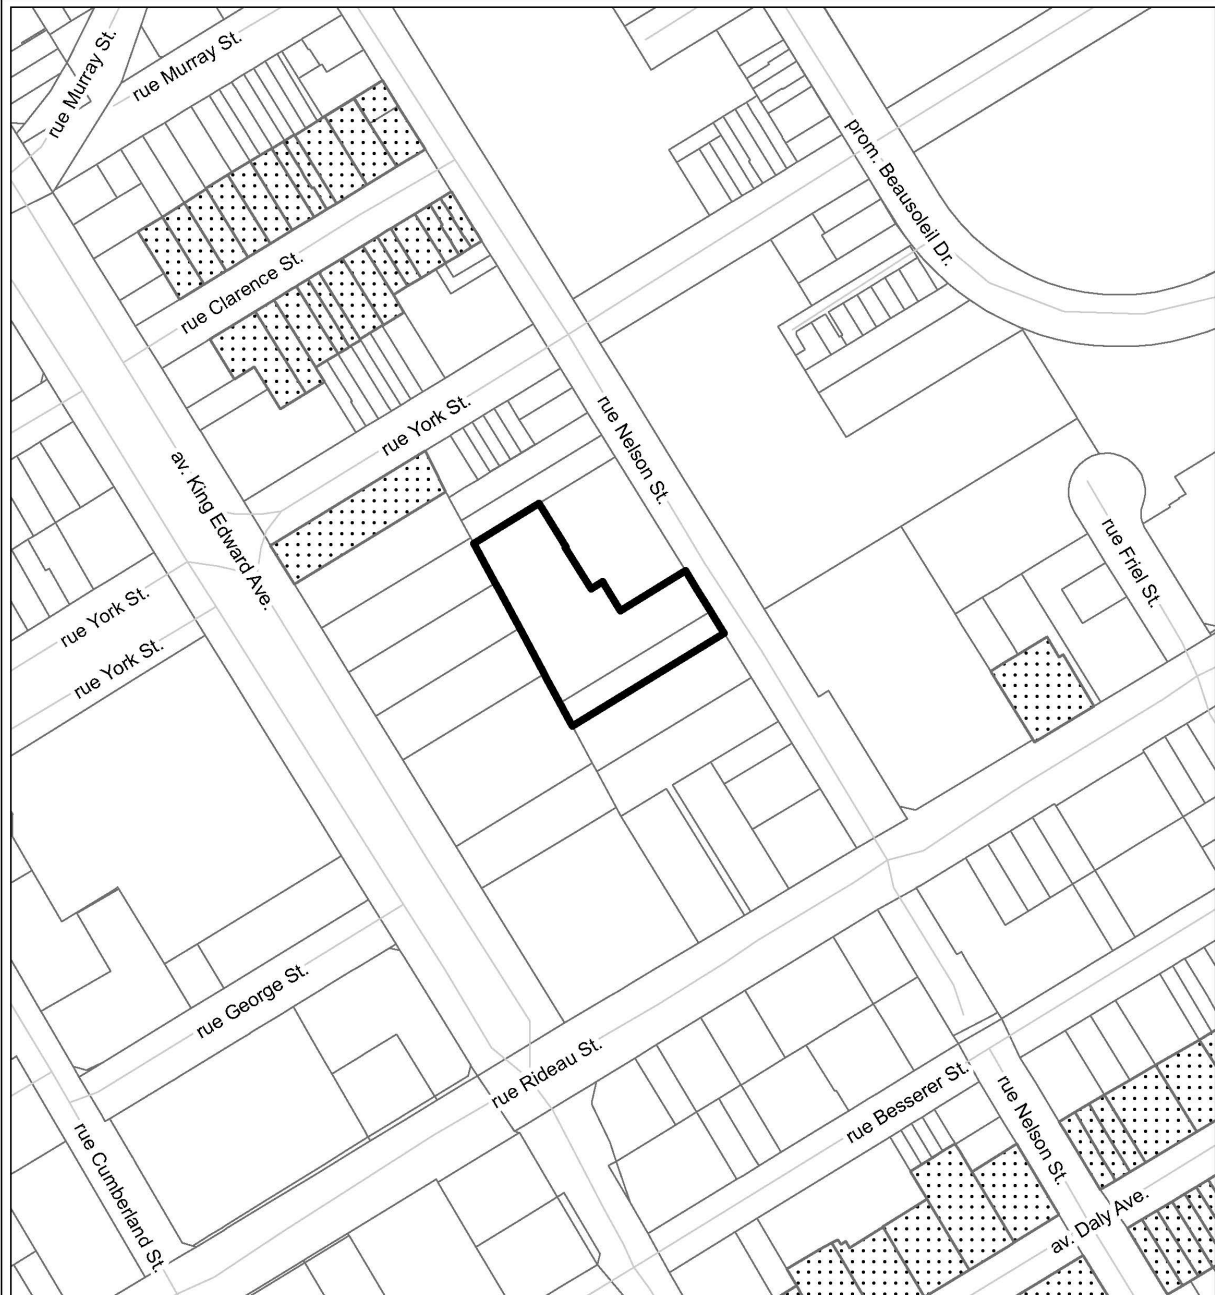 rue Murray St.
rue Murray St.
prom. Beausoleil Dr.
rue Clarence St.
rue York St.
rue Nelson St.
av. King Edward Ave.
rue Friel St.
rue York St.
rue York St.
rue George St.
rue Rideau St.
rue Besserer St.
rue Nelson St.
rue Cumberland St.
av. Daly Ave.